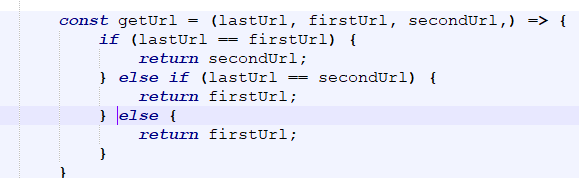 const getUrl = (lastUrl, firstUrl, secondUrl,) => {
if (lastUrl == firstUrl) {
return secondUrl;
} else if (lastUrl == secondUrl) {
return firstUrl;
} else {
return firstUrl;
}
}